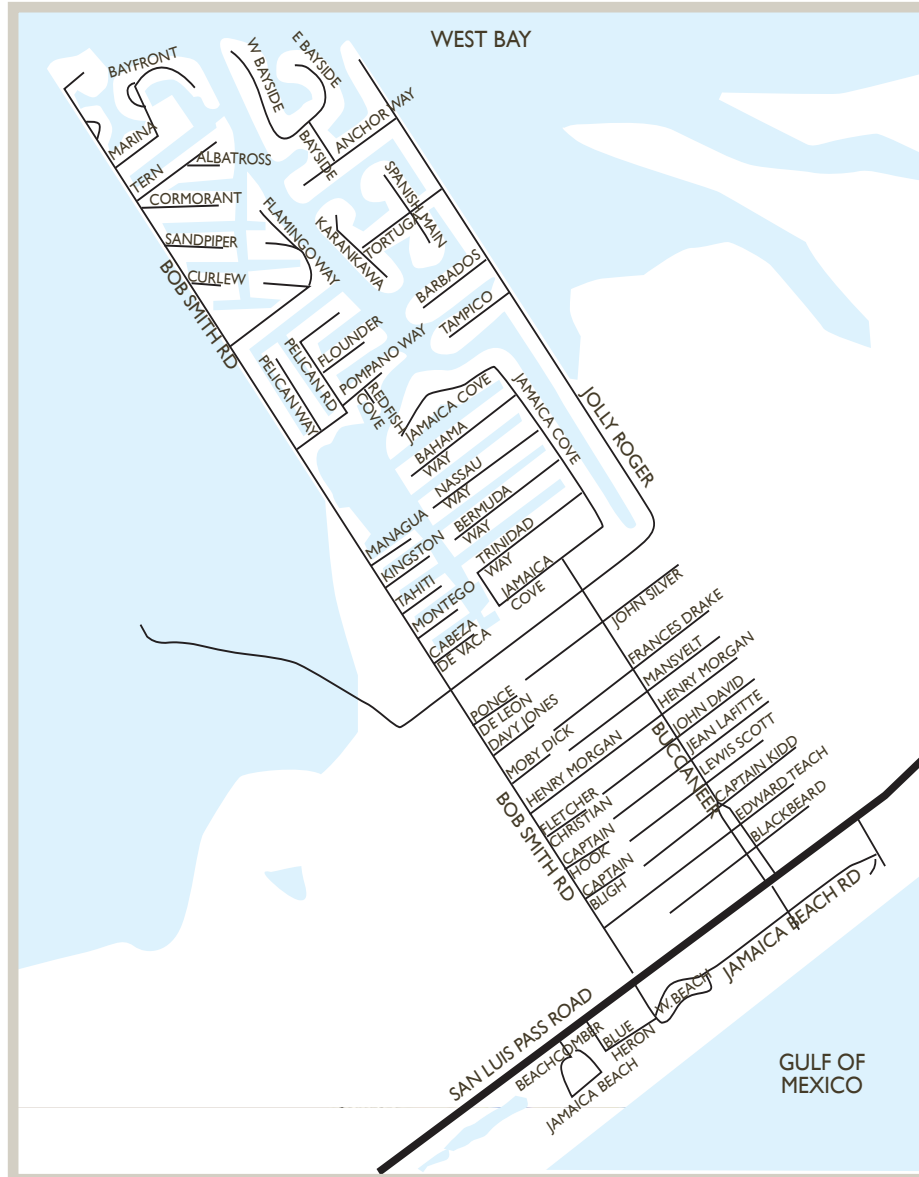 WEST BAY
BAYFRONT
W BAYSIDE
E BAYSIDE
MARINA
BAYSIDE
ANCHOR WAY
TERN
ALBATROSS
CORMORANT
SPANISH MAIN
FLAMINGO WAY
KARANKAWA
TORTUGA
SANDPIPER
CURLEW
BARBADOS
BOB SMITH RD
TAMPICO
FLOUNDER
PELICAN RD
POMPANO WAY
PELICAN WAY
REDFISH
COVE
JAMAICA COVE
JAMAICA COVE
JOLLY ROGER
BAHAMA
WAY
NASSAU
WAY
BERMUDA
WAY
TRINIDAD
WAY
MANAGUA
KINGSTON
TAHITI
MONTEGO
JAMAICA
COVE
CABEZA
DE VACA
JOHN SILVER
FRANCES DRAKE
MANSVELT
HENRY MORGAN
PONCE
DE LEON
DAVY JONES
MOBY DICK
HENRY MORGAN
JOHN DAVID
JEAN LAFITTE
LEWIS SCOTT
BUCCANEER
CAPTAIN KIDD
EDWARD TEACH
BLACKBEARD
FLETCHER
CHRISTIAN
CAPTAIN
HOOK
CAPTAIN
BLIGH
BOB SMITH RD
JAMAICA BEACH RD
W. BEACH
SAN LUIS PASS ROAD
BLUE
HERON
BEACHCOMBER
JAMAICA BEACH
GULF OF
MEXICO